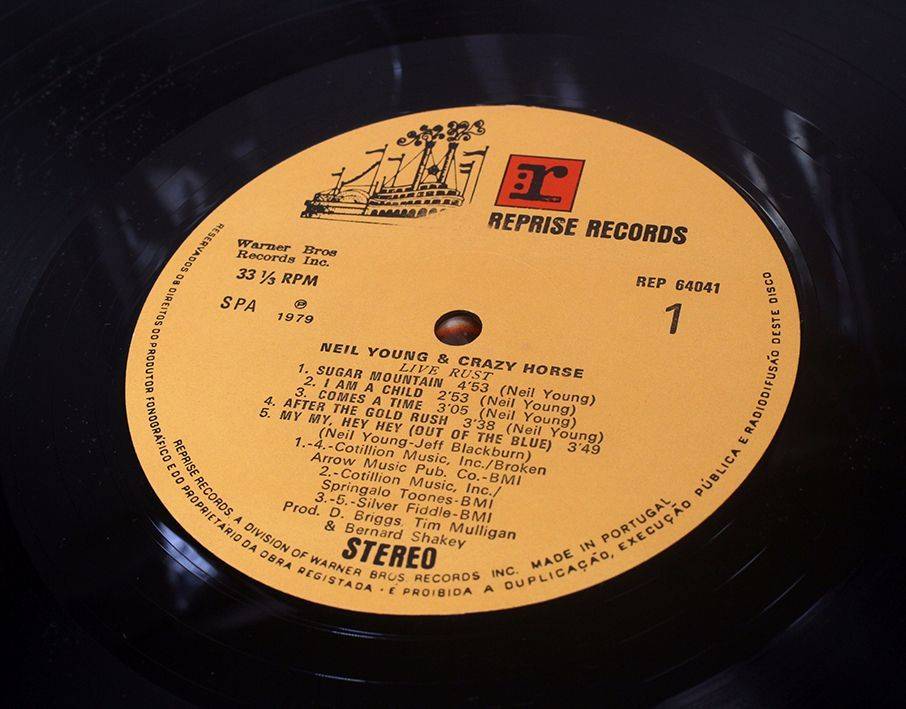 r
REPRISE RECORDS
Warner Bros
Records Inc.
33 ⅓ RPM
SPA ℗
1979
REP 64041
1
NEIL YOUNG & CRAZY HORSE
LIVE RUST
1. SUGAR MOUNTAIN 4'53 (Neil Young)
2. I AM A CHILD 2'53 (Neil Young)
3. COMES A TIME 3'05 (Neil Young)
4. AFTER THE GOLD RUSH 3'38 (Neil Young)
5. MY MY, HEY HEY (OUT OF THE BLUE) 3'49
(Neil Young-Jeff Blackburn)
1.-4.-Cotillion Music, Inc./Broken
Arrow Music Pub. Co.-BMI
2.-Cotillion Music, Inc./
Springalo Toones-BMI
3.-5.-Silver Fiddle-BMI
Prod. D. Briggs, Tim Mulligan
& Bernard Shakey
STEREO
REPRISE RECORDS, A DIVISION OF WARNER BROS. RECORDS INC. MADE IN PORTUGAL
RESERVADOS OS DIREITOS DO PRODUTOR FONOGRÁFICO E DO PROPRIETÁRIO DA OBRA REGISTADA - É PROIBIDA A DUPLICAÇÃO, EXECUÇÃO PÚBLICA E RADIODIFUSÃO DESTE DISCO